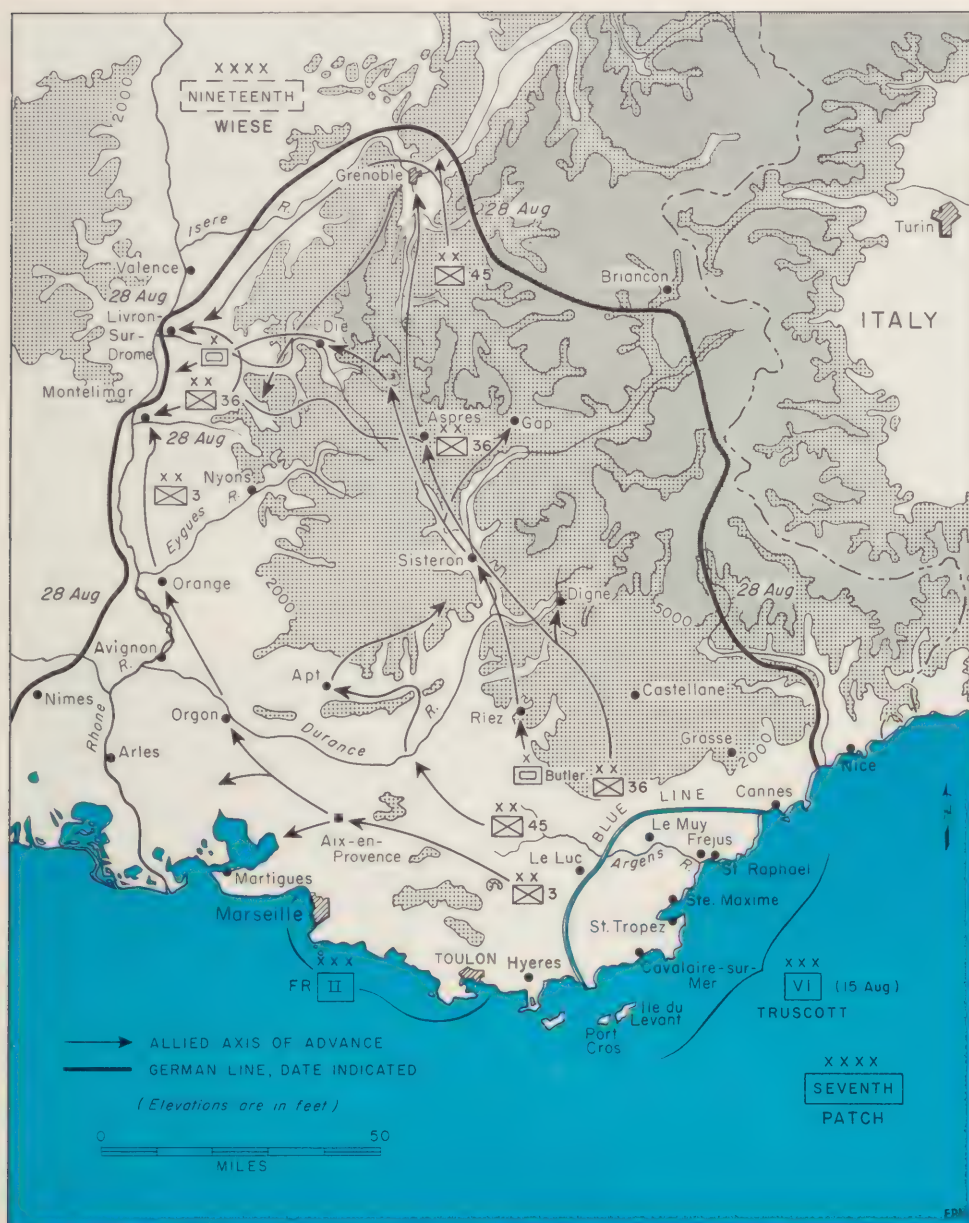 XXXX
NINETEENTH
WIESE
2000
Grenoble
Isere R.
28 Aug
Turin
Valence
XX
45
Briancon
28 Aug
Livron-
Sur-
Drome
ITALY
X
Die
Montelimar
XX
36
Aspres
XX
36
Gap
28 Aug
XX
3
Nyons
Eygues R.
Sisteron
Orange
28 Aug
2000
Digne
5000
28 Aug
Avignon
R.
Apt
Castellane
Nimes
Rhone
Orgon
Durance R.
Riez
Grasse
2000
Arles
X
Butler
XX
36
Nice
Cannes
BLUE LINE
XX
45
Le Muy
Aix-en-
Provence
Le Luc
Argens R.
Frejus
St. Raphael
Martigues
XX
3
Ste. Maxime
Marseille
St. Tropez
XXX
FR II
TOULON
Hyeres
Cavalaire-sur-
Mer
XXX
VI (15 Aug)
TRUSCOTT
Ile du
Levant
Port
Cros
ALLIED AXIS OF ADVANCE
GERMAN LINE, DATE INDICATED
(Elevations are in feet)
XXXX
SEVENTH
PATCH
0 50
MILES